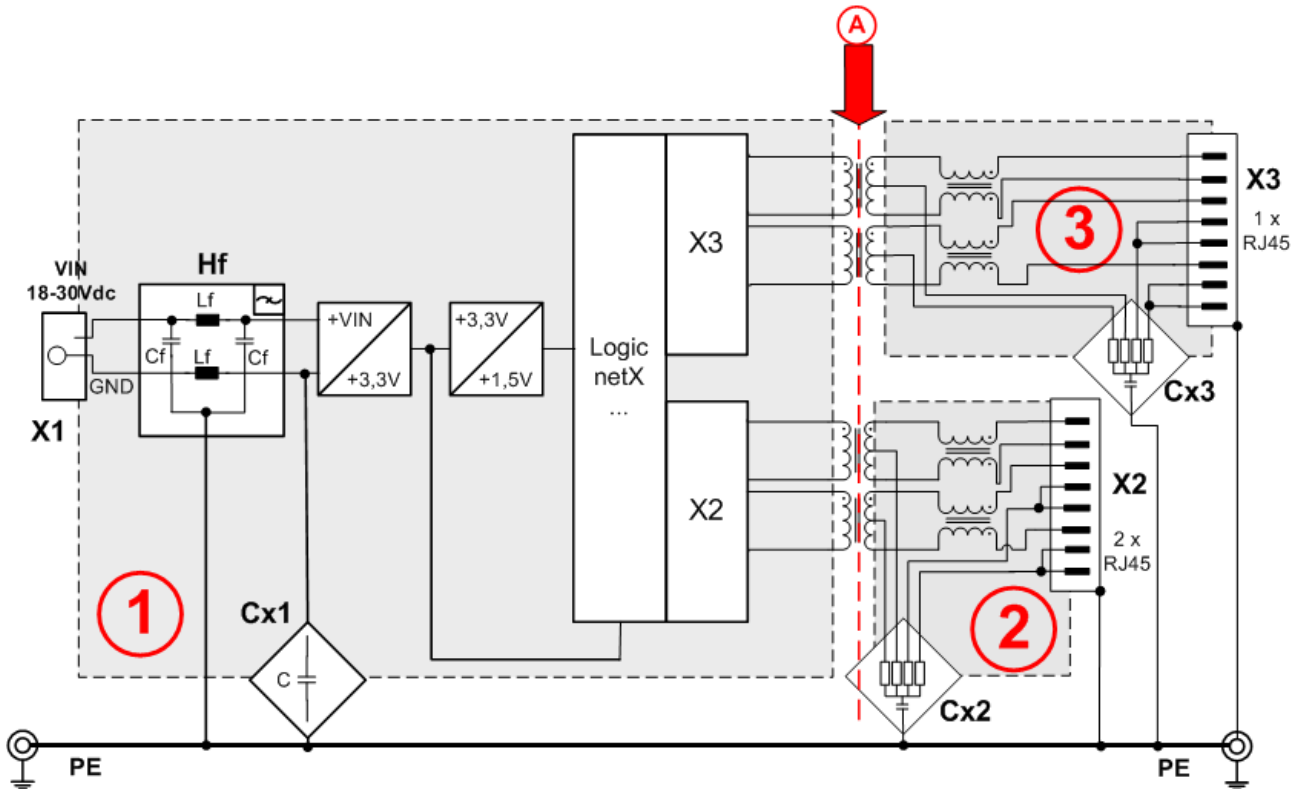 A
VIN
18-30Vdc
X1
GND
Hf
Lf
Cf
Cf
Lf
+VIN
+3,3V
+3,3V
+1,5V
Logic
netX
...
X3
X2
X3
1 x
RJ45
3
Cx3
X2
2 x
RJ45
2
Cx2
1
Cx1
C
PE
PE